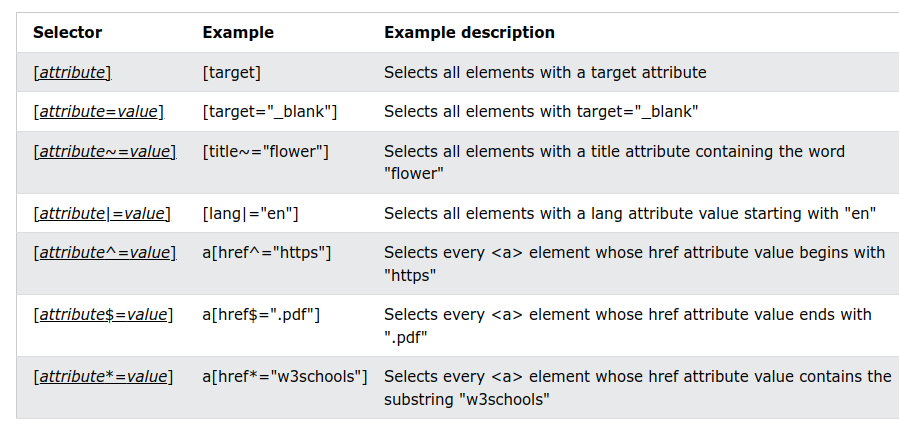 Selector Example Example description
[attribute] [target] Selects all elements with a target attribute
[attribute=value] [target="_blank"] Selects all elements with target="_blank"
[attribute~=value] [title~="flower"] Selects all elements with a title attribute containing the word
"flower"
[attribute|=value] [lang|="en"] Selects all elements with a lang attribute value starting with "en"
[attribute^=value] a[href^="https"] Selects every <a> element whose href attribute value begins with
"https"
[attribute$=value] a[href$=".pdf"] Selects every <a> element whose href attribute value ends with
".pdf"
[attribute*=value] a[href*="w3schools"] Selects every <a> element whose href attribute value contains the
substring "w3schools"